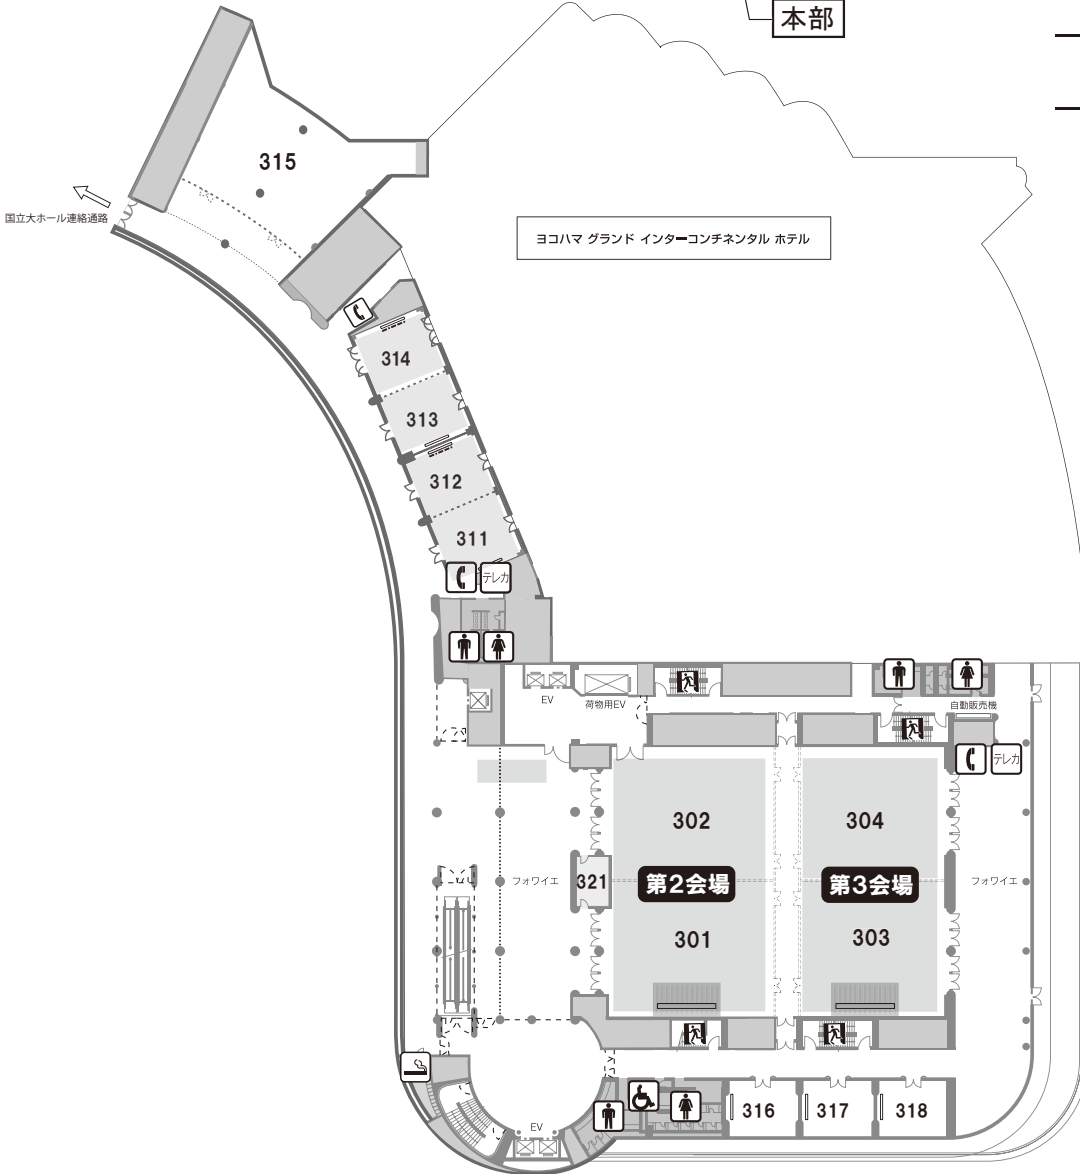 本部
315
国立大ホール連絡通路
ヨコハマ グランド インターコンチネンタル ホテル
314
313
312
311
テレカ
EV
荷物用EV
自動販売機
テレカ
302
304
フォワイエ
321
第2会場
第3会場
フォワイエ
301
303
EV
316
317
318